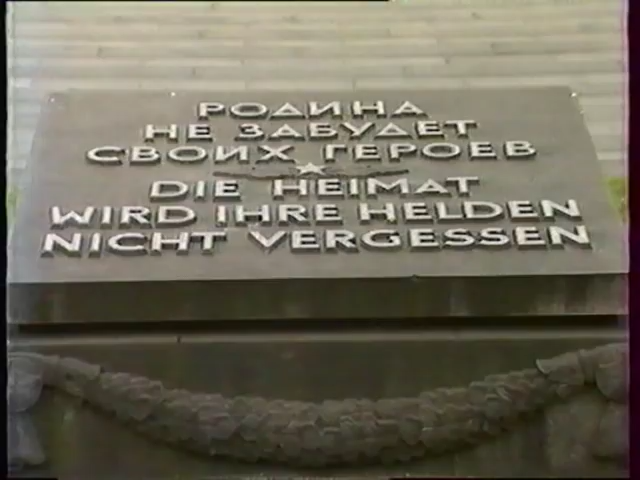 РОДИНА
НЕ ЗАБУДЕТ
СВОИХ ГЕРОЕВ
DIE HEIMAT
WIRD IHRE HELDEN
NICHT VERGESSEN